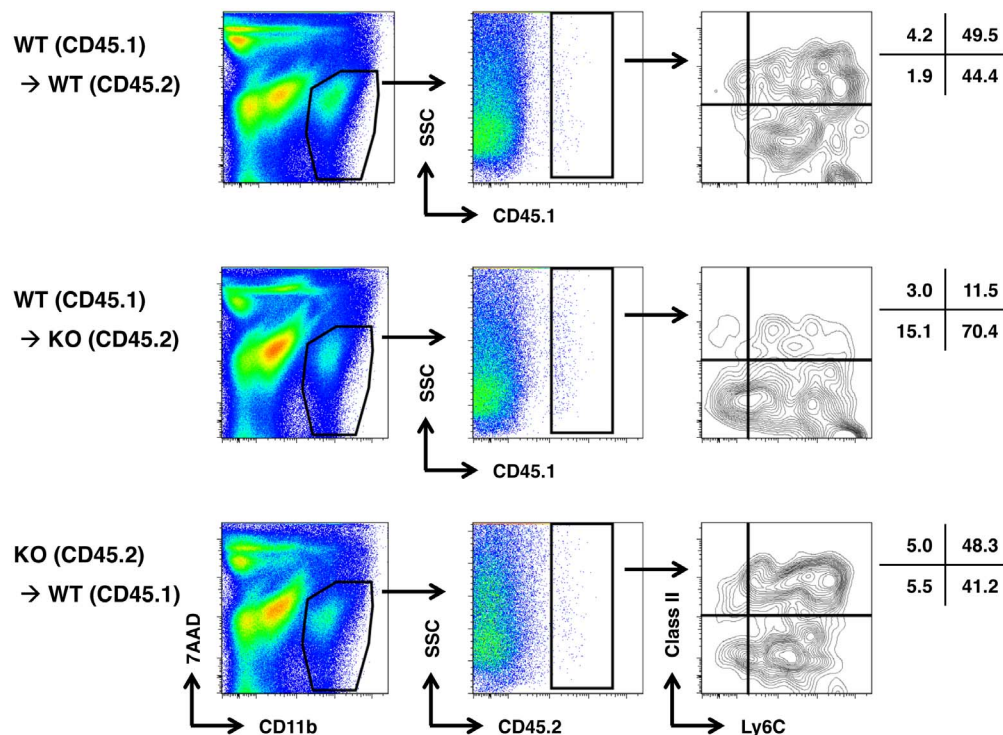 WT (CD45.1)
→ WT (CD45.2)
SSC
CD45.1
4.2 49.5
1.9 44.4
WT (CD45.1)
→ KO (CD45.2)
SSC
CD45.1
3.0 11.5
15.1 70.4
KO (CD45.2)
→ WT (CD45.1)
7AAD
CD11b
SSC
CD45.2
Class II
Ly6C
5.0 48.3
5.5 41.2